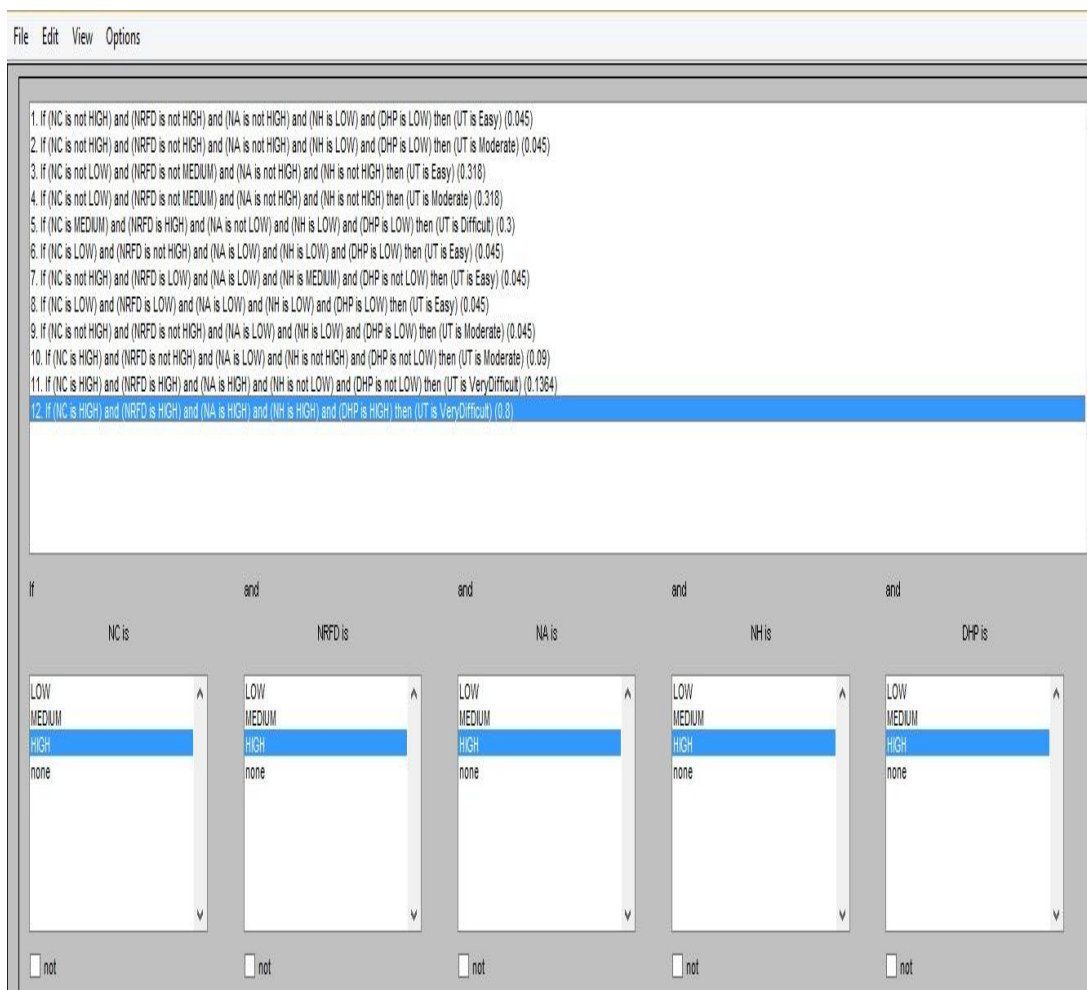 File Edit View Options
1. If (NC is not HIGH) and (NRFD is not HIGH) and (NA is not HIGH) and (NH is LOW) and (DHP is LOW) then (UT is Easy) (0.045)
2. If (NC is not HIGH) and (NRFD is not HIGH) and (NA is not HIGH) and (NH is LOW) and (DHP is LOW) then (UT is Moderate) (0.045)
3. If (NC is not LOW) and (NRFD is not MEDIUM) and (NA is not HIGH) and (NH is not HIGH) then (UT is Easy) (0.318)
4. If (NC is not LOW) and (NRFD is not MEDIUM) and (NA is not HIGH) and (NH is not HIGH) then (UT is Moderate) (0.318)
5. If (NC is MEDIUM) and (NRFD is HIGH) and (NA is not LOW) and (NH is LOW) and (DHP is LOW) then (UT is Difficult) (0.3)
6. If (NC is LOW) and (NRFD is not HIGH) and (NA is LOW) and (NH is LOW) and (DHP is LOW) then (UT is Easy) (0.045)
7. If (NC is not HIGH) and (NRFD is LOW) and (NA is LOW) and (NH is MEDIUM) and (DHP is not LOW) then (UT is Easy) (0.045)
8. If (NC is LOW) and (NRFD is LOW) and (NA is LOW) and (NH is LOW) and (DHP is LOW) then (UT is Easy) (0.045)
9. If (NC is not HIGH) and (NRFD is not HIGH) and (NA is LOW) and (NH is LOW) and (DHP is LOW) then (UT is Moderate) (0.045)
10. If (NC is HIGH) and (NRFD is not HIGH) and (NA is LOW) and (NH is not HIGH) and (DHP is not LOW) then (UT is Moderate) (0.09)
11. If (NC is HIGH) and (NRFD is HIGH) and (NA is HIGH) and (NH is not LOW) and (DHP is not LOW) then (UT is VeryDifficult) (0.1364)
12. If (NC is HIGH) and (NRFD is HIGH) and (NA is HIGH) and (NH is HIGH) and (DHP is HIGH) then (UT is VeryDifficult) (0.8)
If and and and and
NC is NRFD is NA is NH is DHP is
LOW LOW LOW LOW LOW
MEDIUM MEDIUM MEDIUM MEDIUM MEDIUM
HIGH HIGH HIGH HIGH HIGH
none none none none none
not not not not not